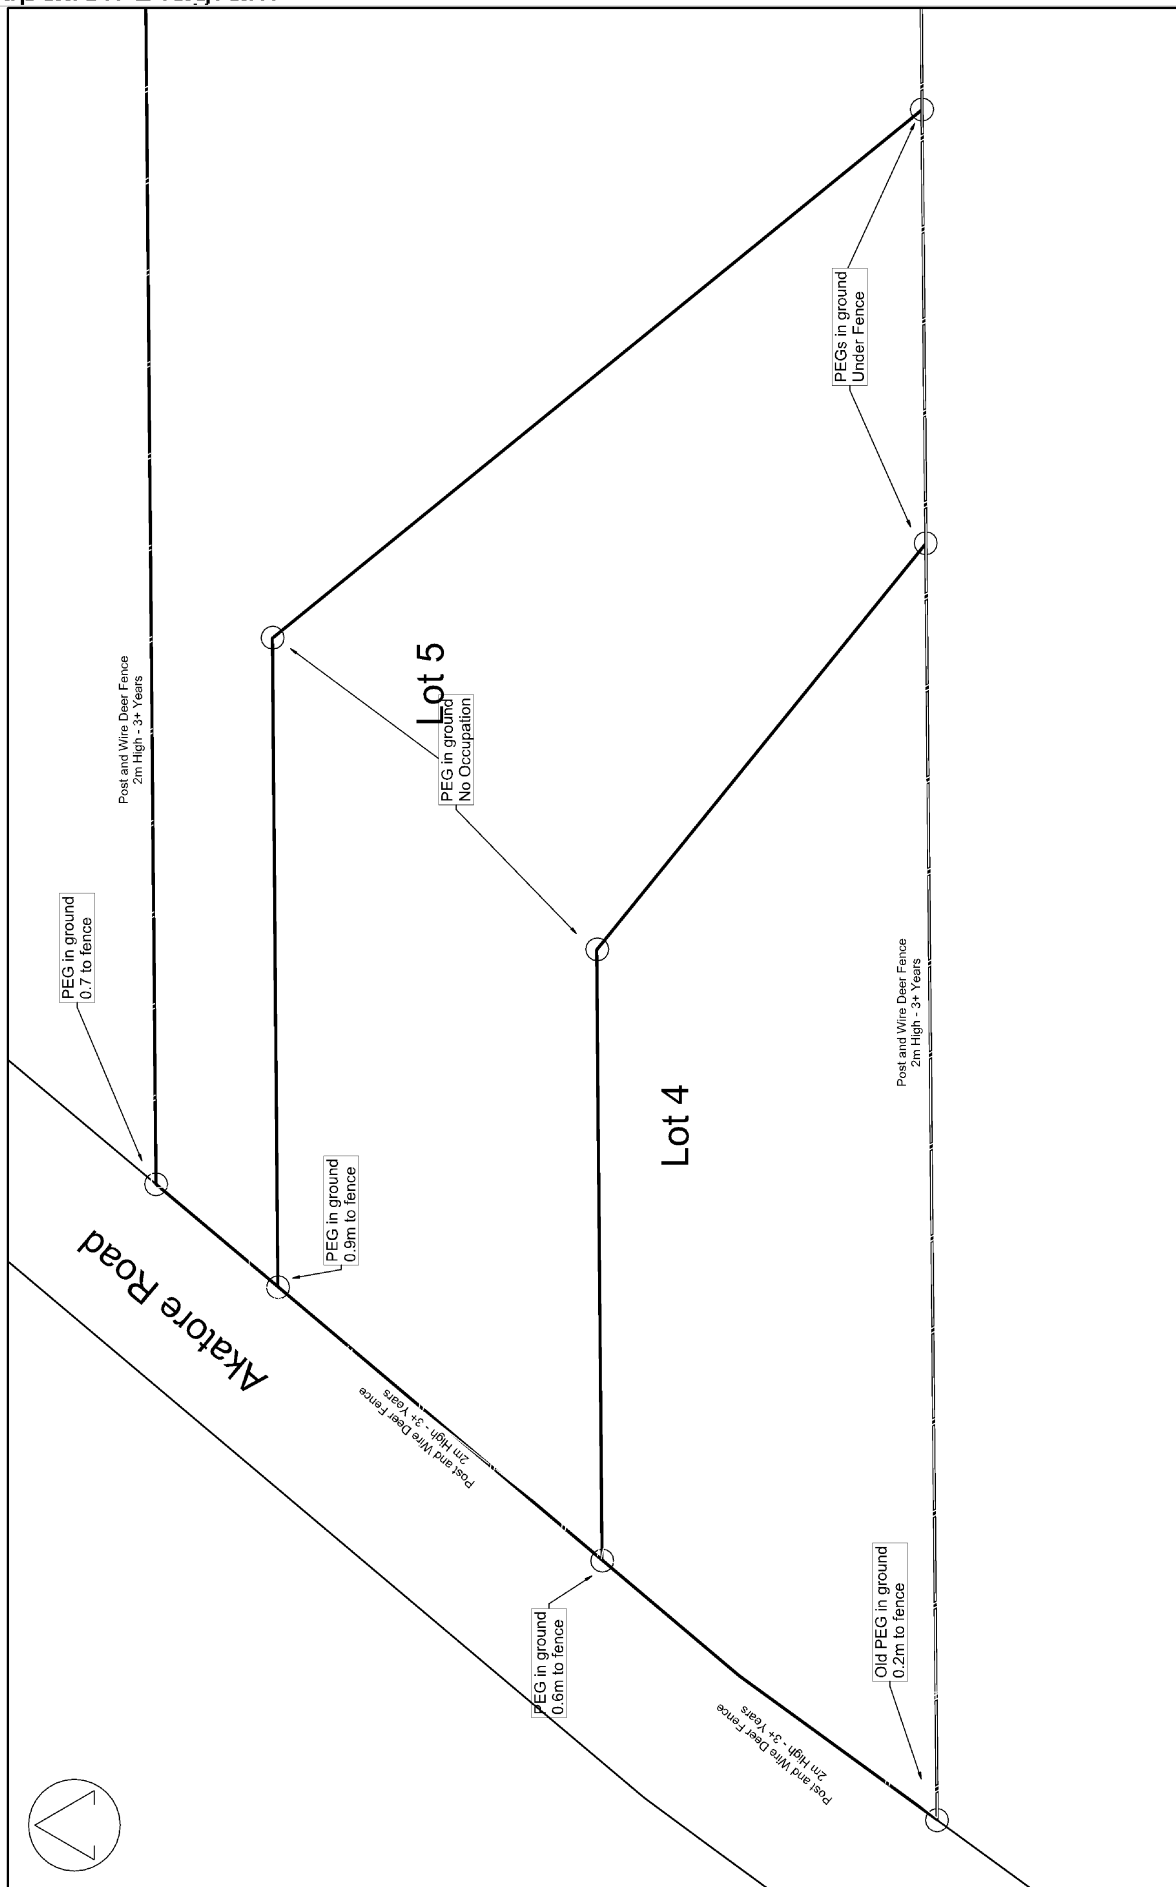 PEGs in ground
Under Fence
Lot 5
PEG in ground
No Occupation
Post and Wire Deer Fence
2m High - 3+ Years
PEG in ground
0.7 to fence
Post and Wire Deer Fence
2m High - 3+ Years
Lot 4
PEG in ground
0.9m to fence
Akatore Road
Post and Wire Deer Fence
2m High - 3+ Years
PEG in ground
0.6m to fence
Old PEG in ground
0.2m to fence
Post and Wire Deer Fence
2m High - 3+ Years